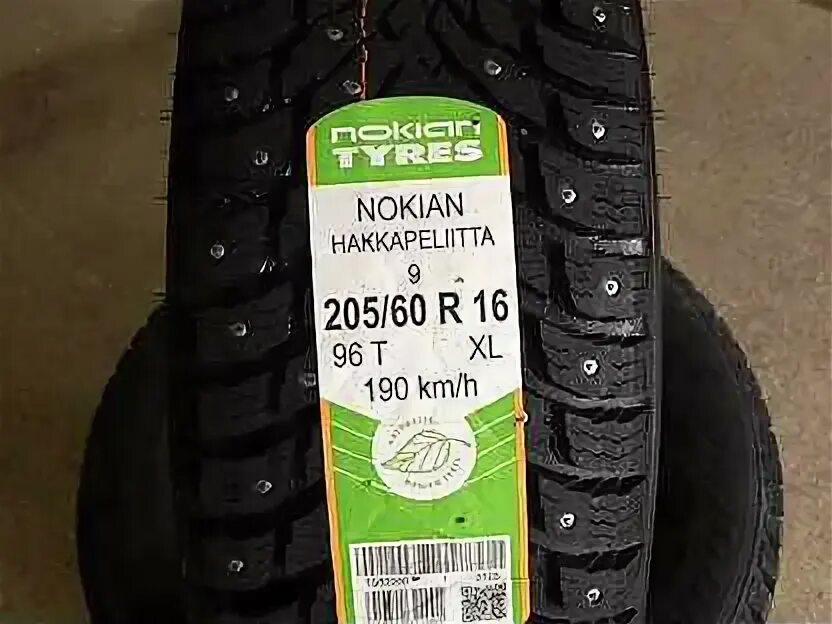 nokian
TYRES
NOKIAN
HAKKAPELIITTA
9
205/60 R 16
96 T XL
190 km/h